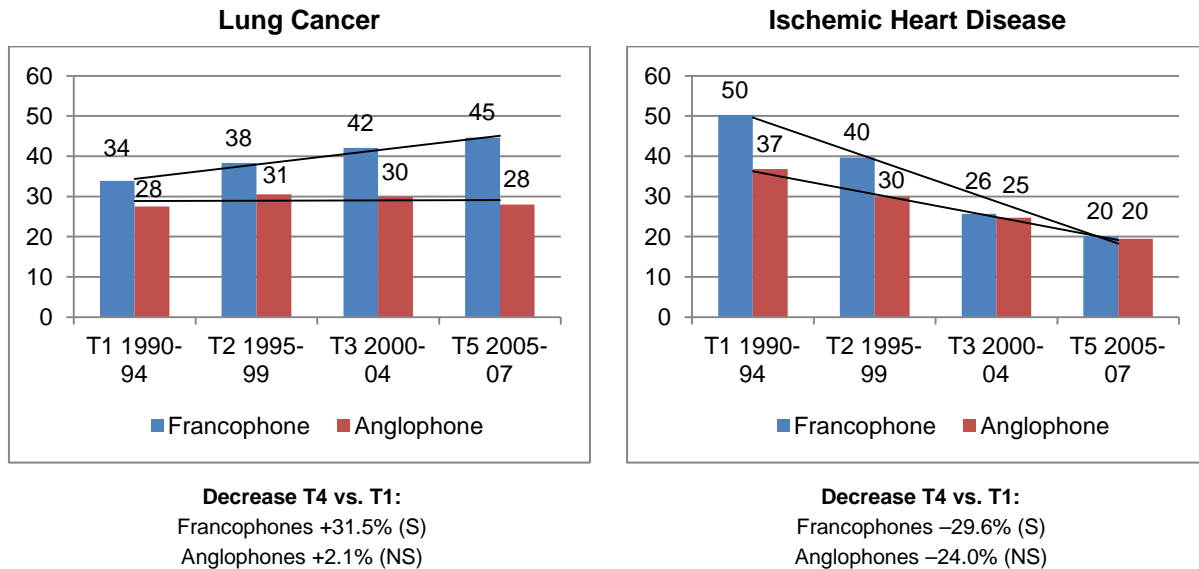 Lung Cancer
60
50
40
30
20
10
0
34
28
38
31
42
30
45
28
T1 1990-
94
T2 1995-
99
T3 2000-
04
T5 2005-
07
Francophone
Anglophone
Decrease T4 vs. T1:
Francophones +31.5% (S)
Anglophones +2.1% (NS)
Ischemic Heart Disease
60
50
40
30
20
10
0
50
37
40
30
26
25
20
20
T1 1990-
94
T2 1995-
99
T3 2000-
04
T5 2005-
07
Francophone
Anglophone
Decrease T4 vs. T1:
Francophones –29.6% (S)
Anglophones –24.0% (NS)